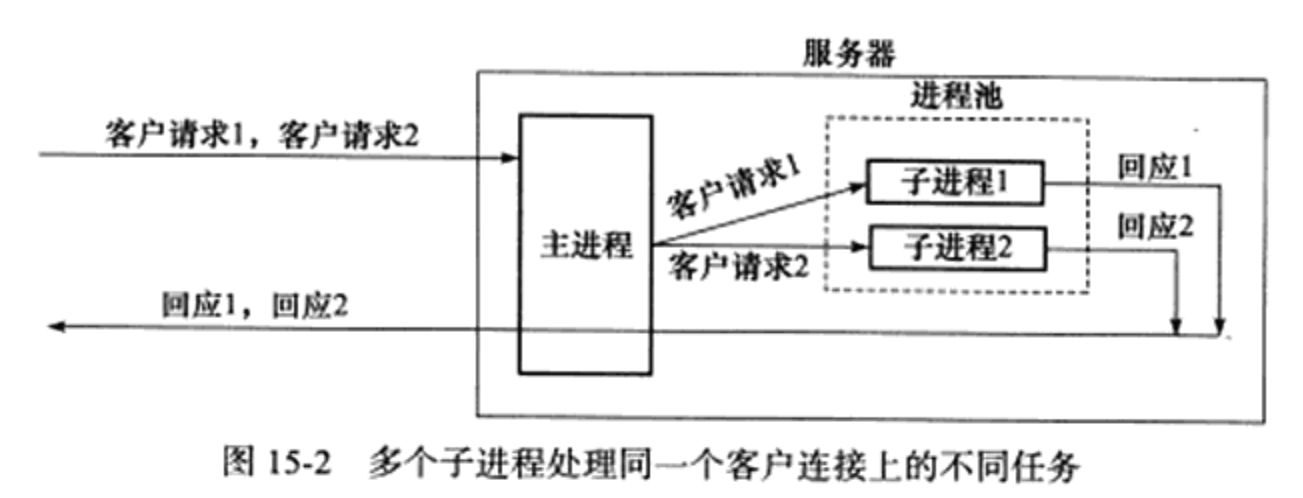 服务器
进程池
客户请求1，客户请求2
客户请求1
子进程1
回应1
主进程
客户请求2
子进程2
回应2
回应1，回应2
图 15-2 多个子进程处理同一个客户连接上的不同任务